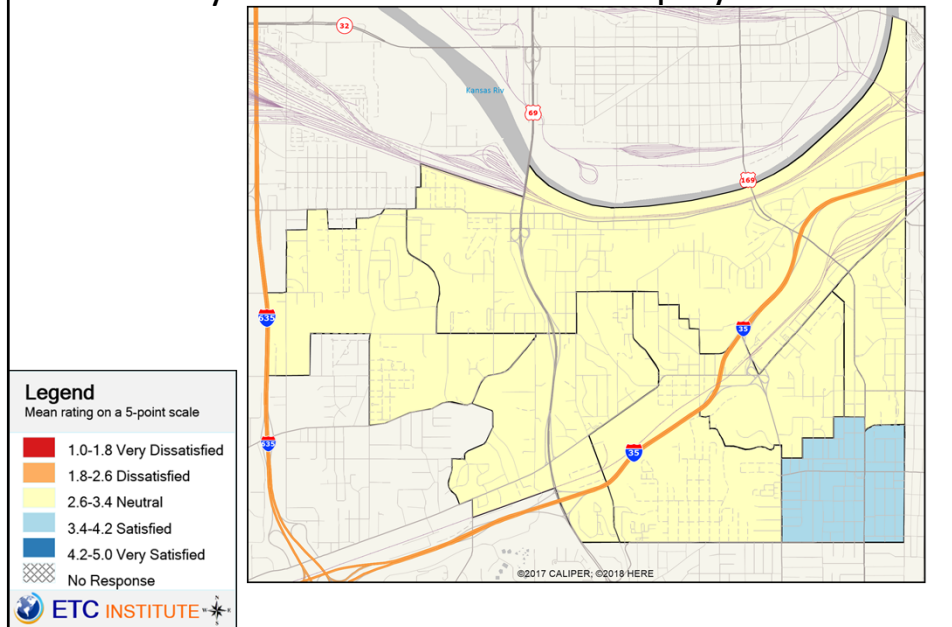 32
Kansas Riv
69
169
635
35
635
35
Legend
Mean rating on a 5-point scale
1.0-1.8 Very Dissatisfied
1.8-2.6 Dissatisfied
2.6-3.4 Neutral
3.4-4.2 Satisfied
4.2-5.0 Very Satisfied
No Response
©2017 CALIPER; ©2018 HERE
ETC INSTITUTE